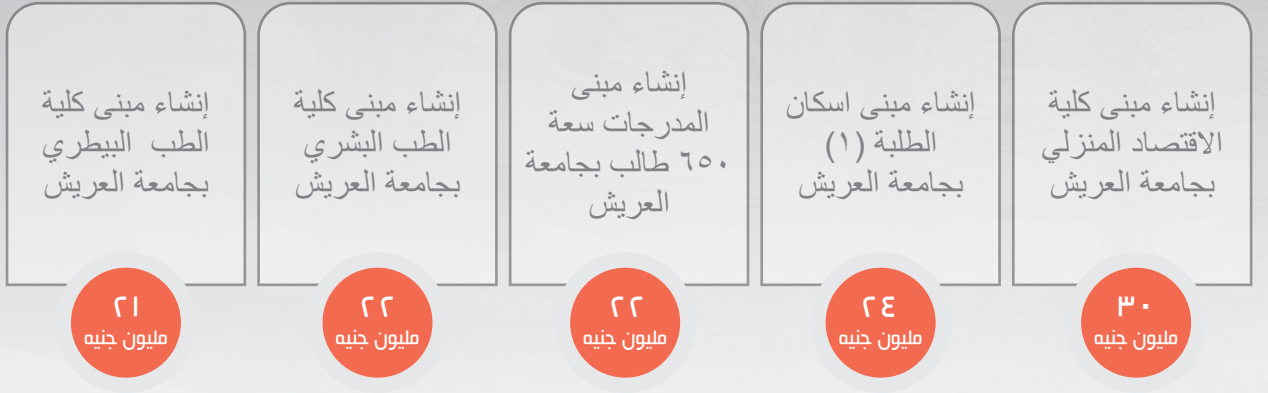 إنشاء مبنى كلية
الاقتصاد المنزلي
بجامعة العريش
٣٠
مليون جنيه
إنشاء مبنى اسكان
الطلبة (١)
بجامعة العريش
٢٤
مليون جنيه
إنشاء مبنى
المدرجات سعة
٦٥٠ طالب بجامعة
العريش
٢٢
مليون جنيه
إنشاء مبنى كلية
الطب البشري
بجامعة العريش
٢٢
مليون جنيه
إنشاء مبنى كلية
الطب البيطري
بجامعة العريش
٢١
مليون جنيه